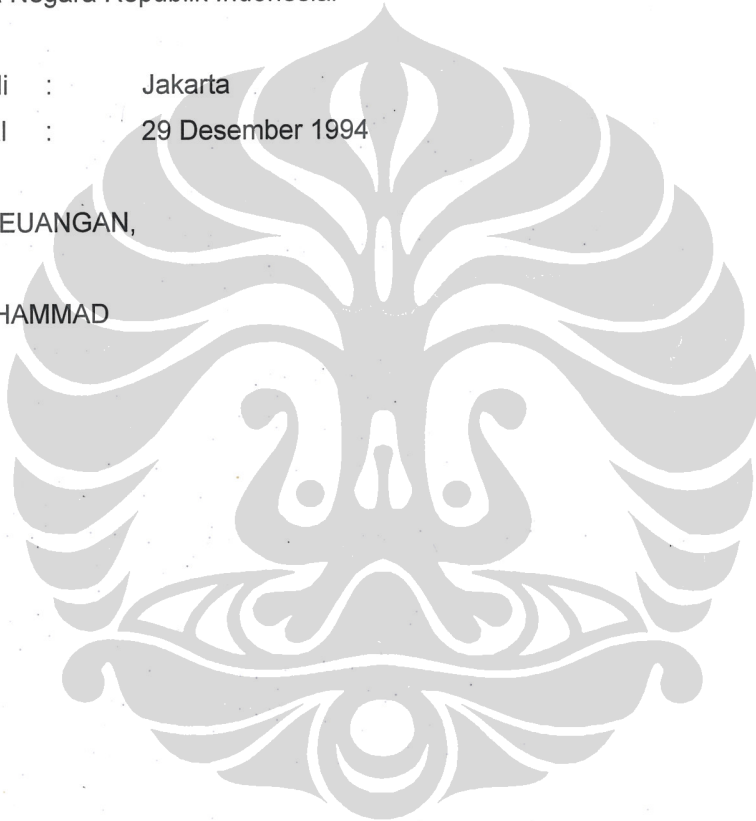 Negara Republik Indonesia.
: Jakarta
: 29 Desember 1994
EUANGAN,
HAMMAD